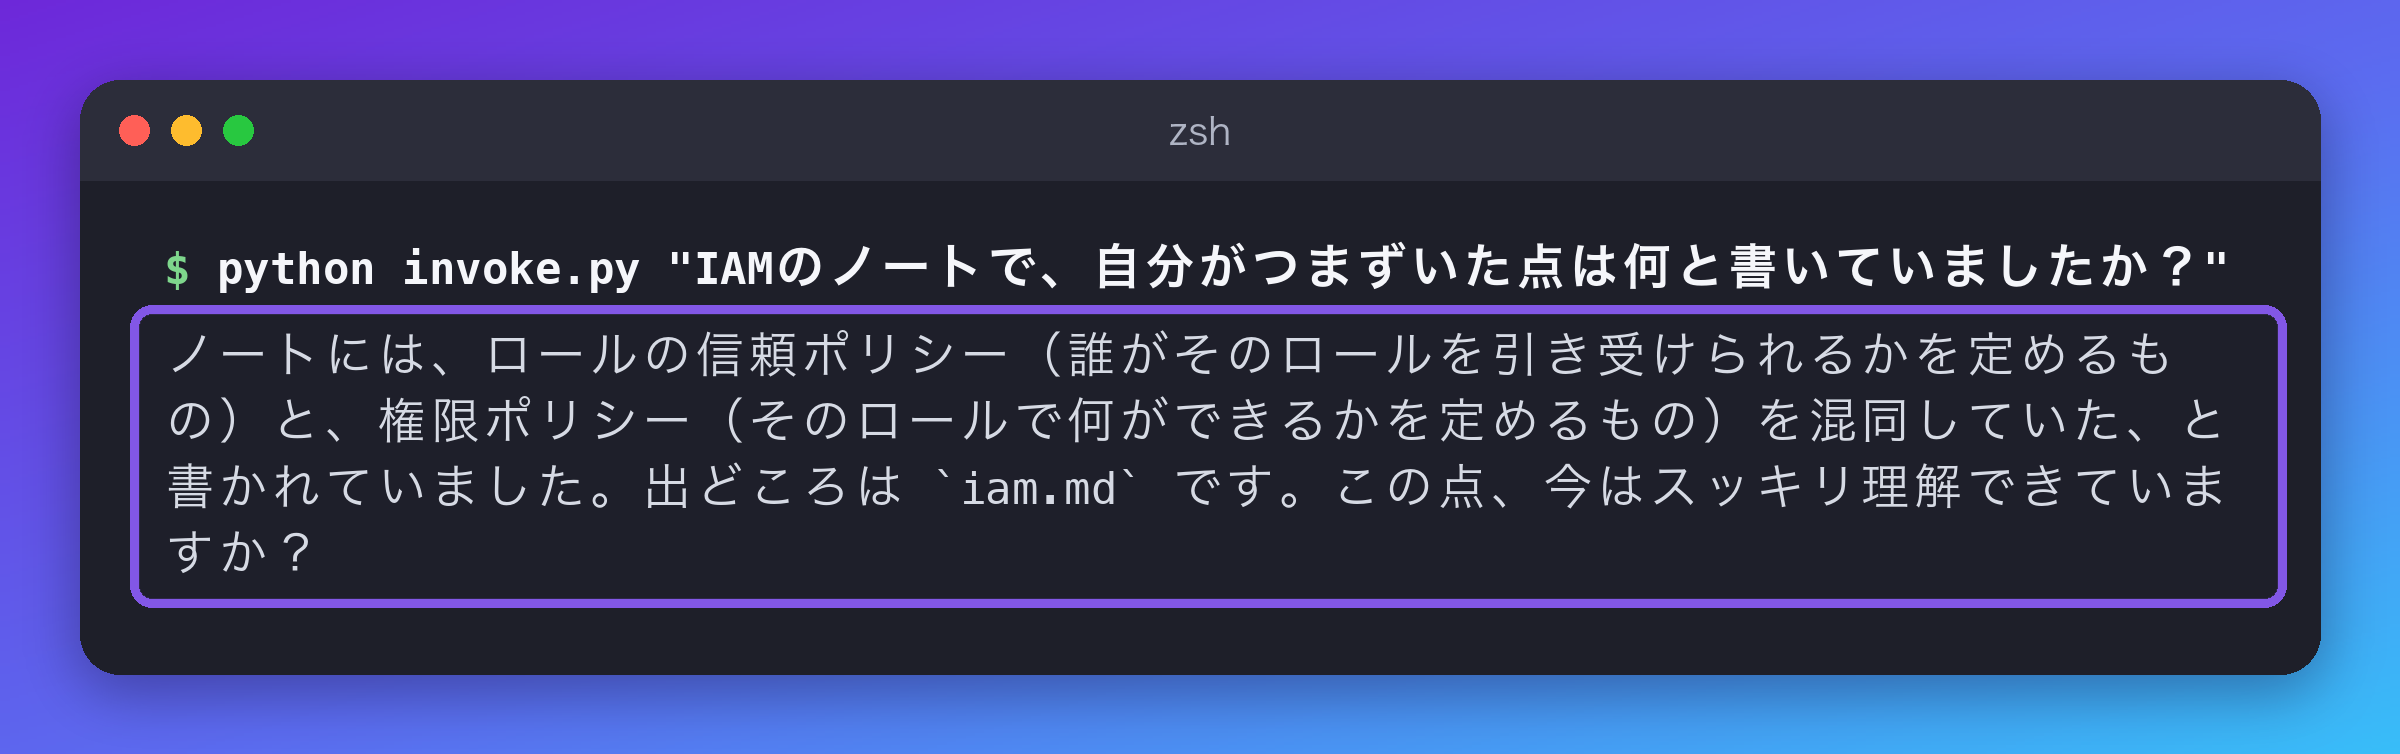 zsh
$ python invoke.py "IAMのノートで、自分がつまずいた点は何と書いていましたか？"
ノートには、ロールの信頼ポリシー（誰がそのロールを引き受けられるかを定めるも
の）と、権限ポリシー（そのロールで何ができるかを定めるもの）を混同していた、と
書かれていました。出どころは `iam.md` です。この点、今はスッキリ理解できていま
すか？